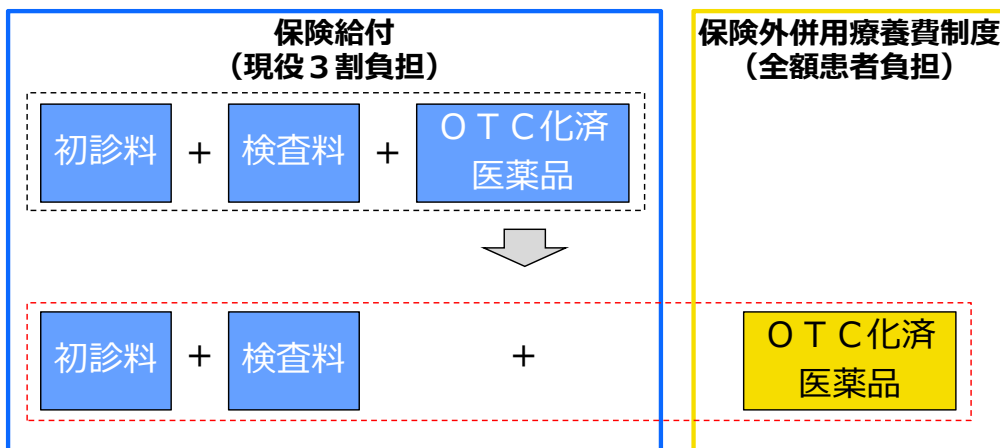 保険給付
（現役３割負担）
保険外併用療養費制度
（全額患者負担）
初診料 ＋ 検査料 ＋ ＯＴＣ化済
医薬品
初診料 ＋ 検査料 ＋ ＯＴＣ化済
医薬品